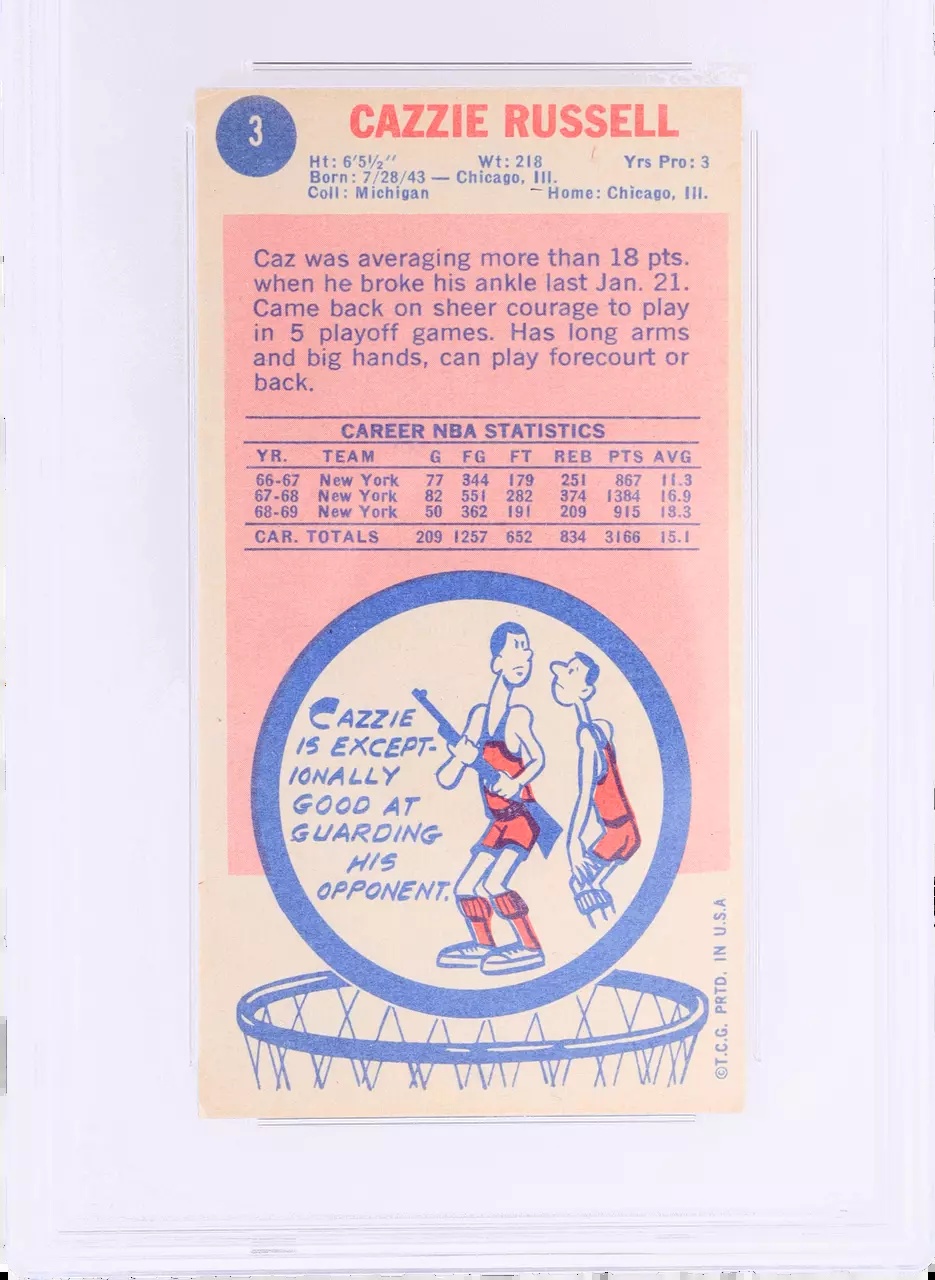 3
CAZZIE RUSSELL
Ht: 6'5½" Wt: 218 Yrs Pro: 3
Born: 7/28/43 — Chicago, Ill.
Coll: Michigan Home: Chicago, Ill.
Caz was averaging more than 18 pts.
when he broke his ankle last Jan. 21.
Came back on sheer courage to play
in 5 playoff games. Has long arms
and big hands, can play forecourt or
back.
CAREER NBA STATISTICS
YR. TEAM G FG FT REB PTS AVG
66-67 New York 77 344 179 251 867 11.3
67-68 New York 82 551 282 374 1384 16.9
68-69 New York 50 362 191 209 915 18.3
CAR. TOTALS 209 1257 652 834 3166 15.1
CAZZIE
IS EXCEPT-
IONALLY
GOOD AT
GUARDING
HIS
OPPONENT.
©T.C.G. PRTD. IN U.S.A